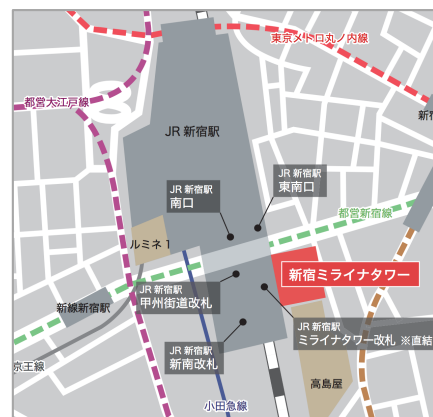 東京メトロ丸ノ内線
都営大江戸線
JR 新宿駅
新
JR 新宿駅
東南口
JR 新宿駅
南口
都営新宿線
ルミネ 1
新宿ミライナタワー
JR 新宿駅
甲州街道改札
新線新宿駅
JR 新宿駅
ミライナタワー改札 ※直結
JR 新宿駅
新南改札
京王線
高島屋
小田急線